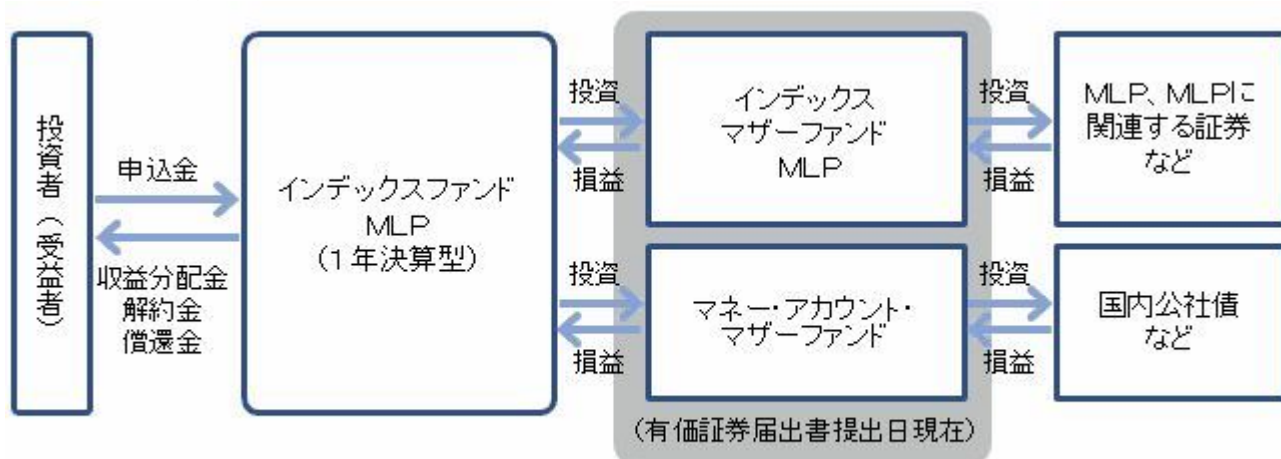 投資者（受益者）
申込金
収益分配金
解約金
償還金
インデックスファンド
MLP
（１年決算型）
投資
損益
投資
損益
インデックス
マザーファンド
MLP
マネー・アカウント・
マザーファンド
（有価証券届出書提出日現在）
投資
損益
投資
損益
MLP、MLPに
関連する証券
など
国内公社債
など